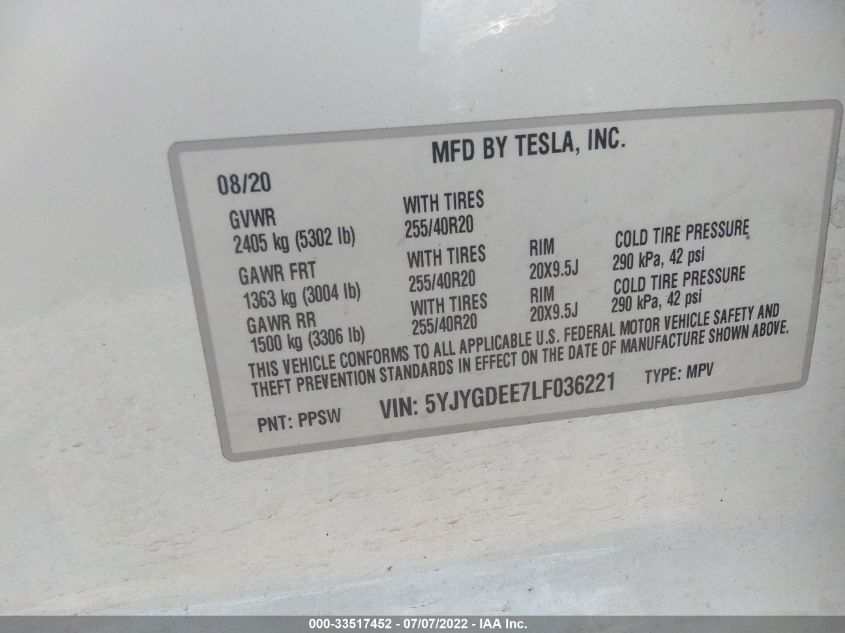 MFD BY TESLA, INC.
08/20
GVWR
2405 kg (5302 lb)
WITH TIRES
255/40R20
GAWR FRT
1363 kg (3004 lb)
WITH TIRES
255/40R20
RIM
20X9.5J
COLD TIRE PRESSURE
290 kPa, 42 psi
GAWR RR
1500 kg (3306 lb)
WITH TIRES
255/40R20
RIM
20X9.5J
COLD TIRE PRESSURE
290 kPa, 42 psi
THIS VEHICLE CONFORMS TO ALL APPLICABLE U.S. FEDERAL MOTOR VEHICLE SAFETY AND
THEFT PREVENTION STANDARDS IN EFFECT ON THE DATE OF MANUFACTURE SHOWN ABOVE.
PNT: PPSW VIN: 5YJYGDEE7LF036221 TYPE: MPV
000-33517452 - 07/07/2022 - IAA Inc.